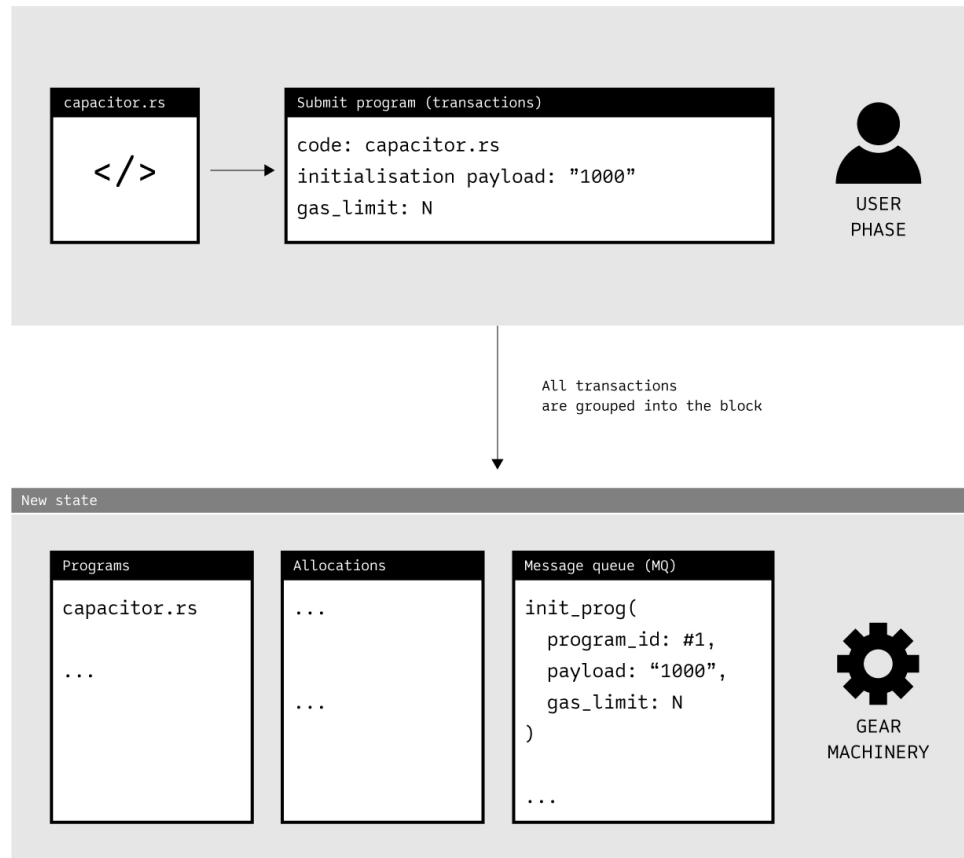 capacitor.rs
</>
Submit program (transactions)
code: capacitor.rs
initialisation payload: ”1000”
gas_limit: N
USER
PHASE
All transactions
are grouped into the block
New state
Programs
capacitor.rs
...
Allocations
...
...
Message queue (MQ)
init_prog(
program_id: #1,
payload: “1000”,
gas_limit: N
)
...
GEAR
MACHINERY